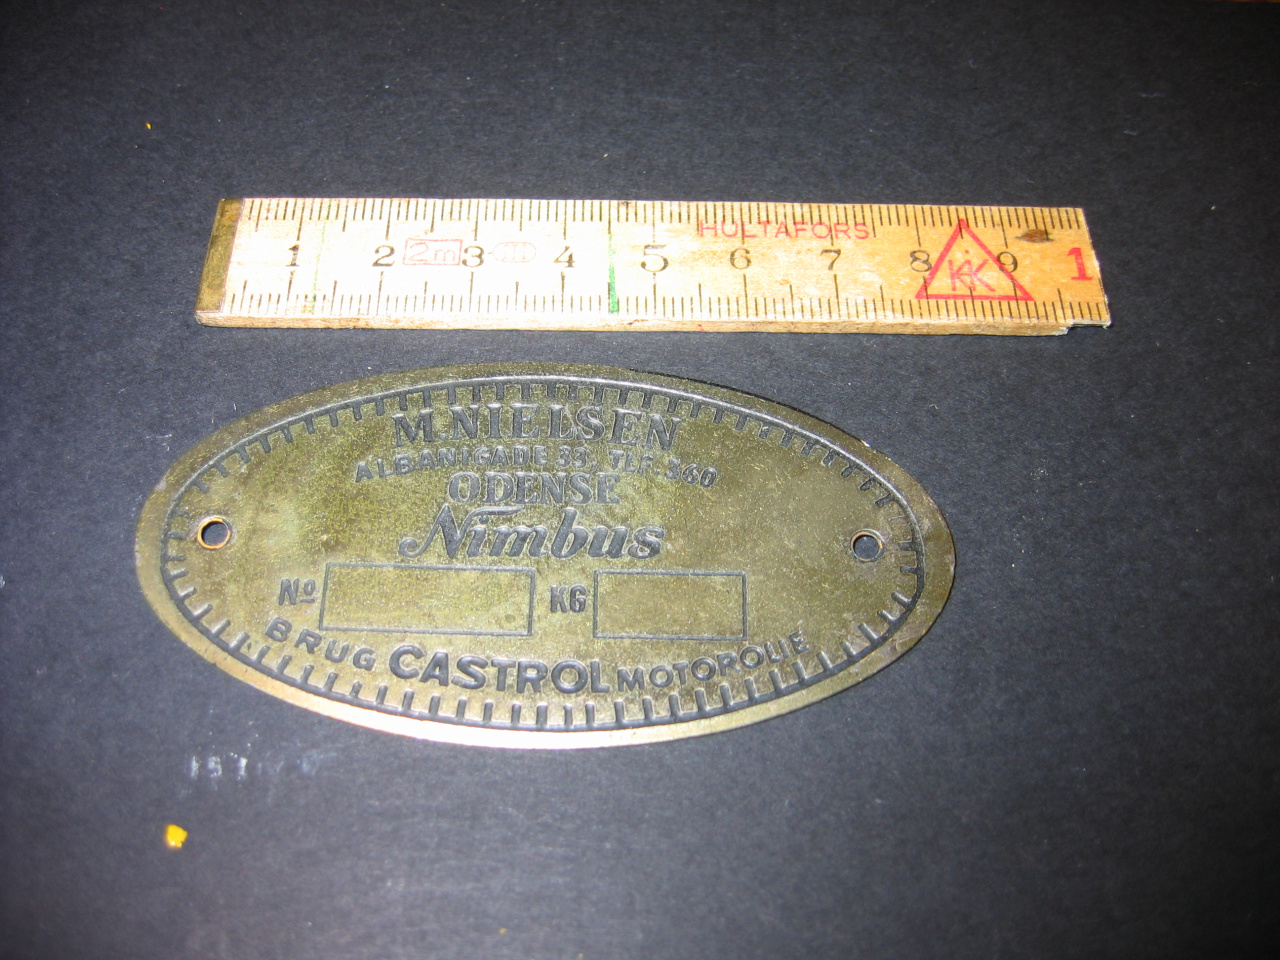 HULTAFORS
1 2 2m 3 4 5 6 7 8 KK 9 1
M. NIELSEN
ALBANIGADE 33, TLF. 360
ODENSE
Nimbus
No KG
BRUG CASTROL MOTOROLIE